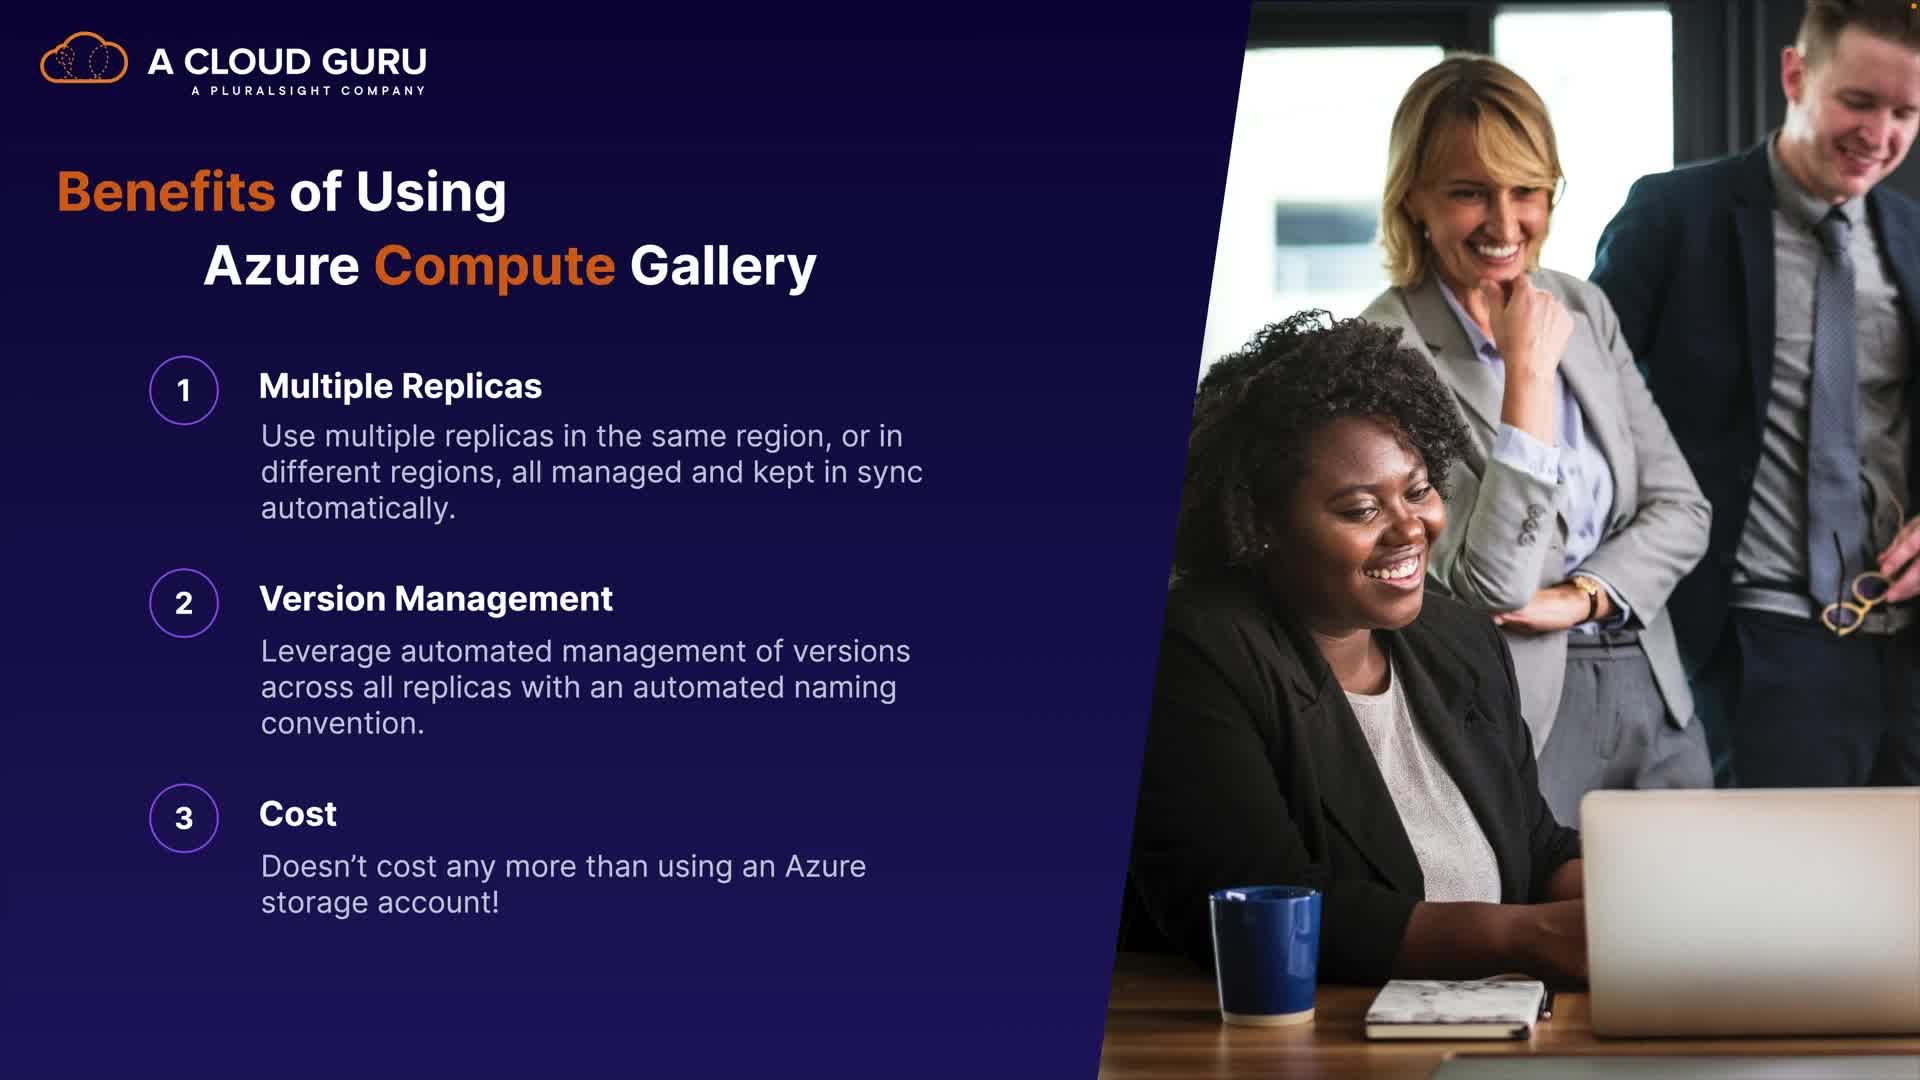 A CLOUD GURU
A PLURALSIGHT COMPANY
Benefits of Using
Azure Compute Gallery
1
Multiple Replicas
Use multiple replicas in the same region, or in
different regions, all managed and kept in sync
automatically.
2
Version Management
Leverage automated management of versions
across all replicas with an automated naming
convention.
3
Cost
Doesn’t cost any more than using an Azure
storage account!